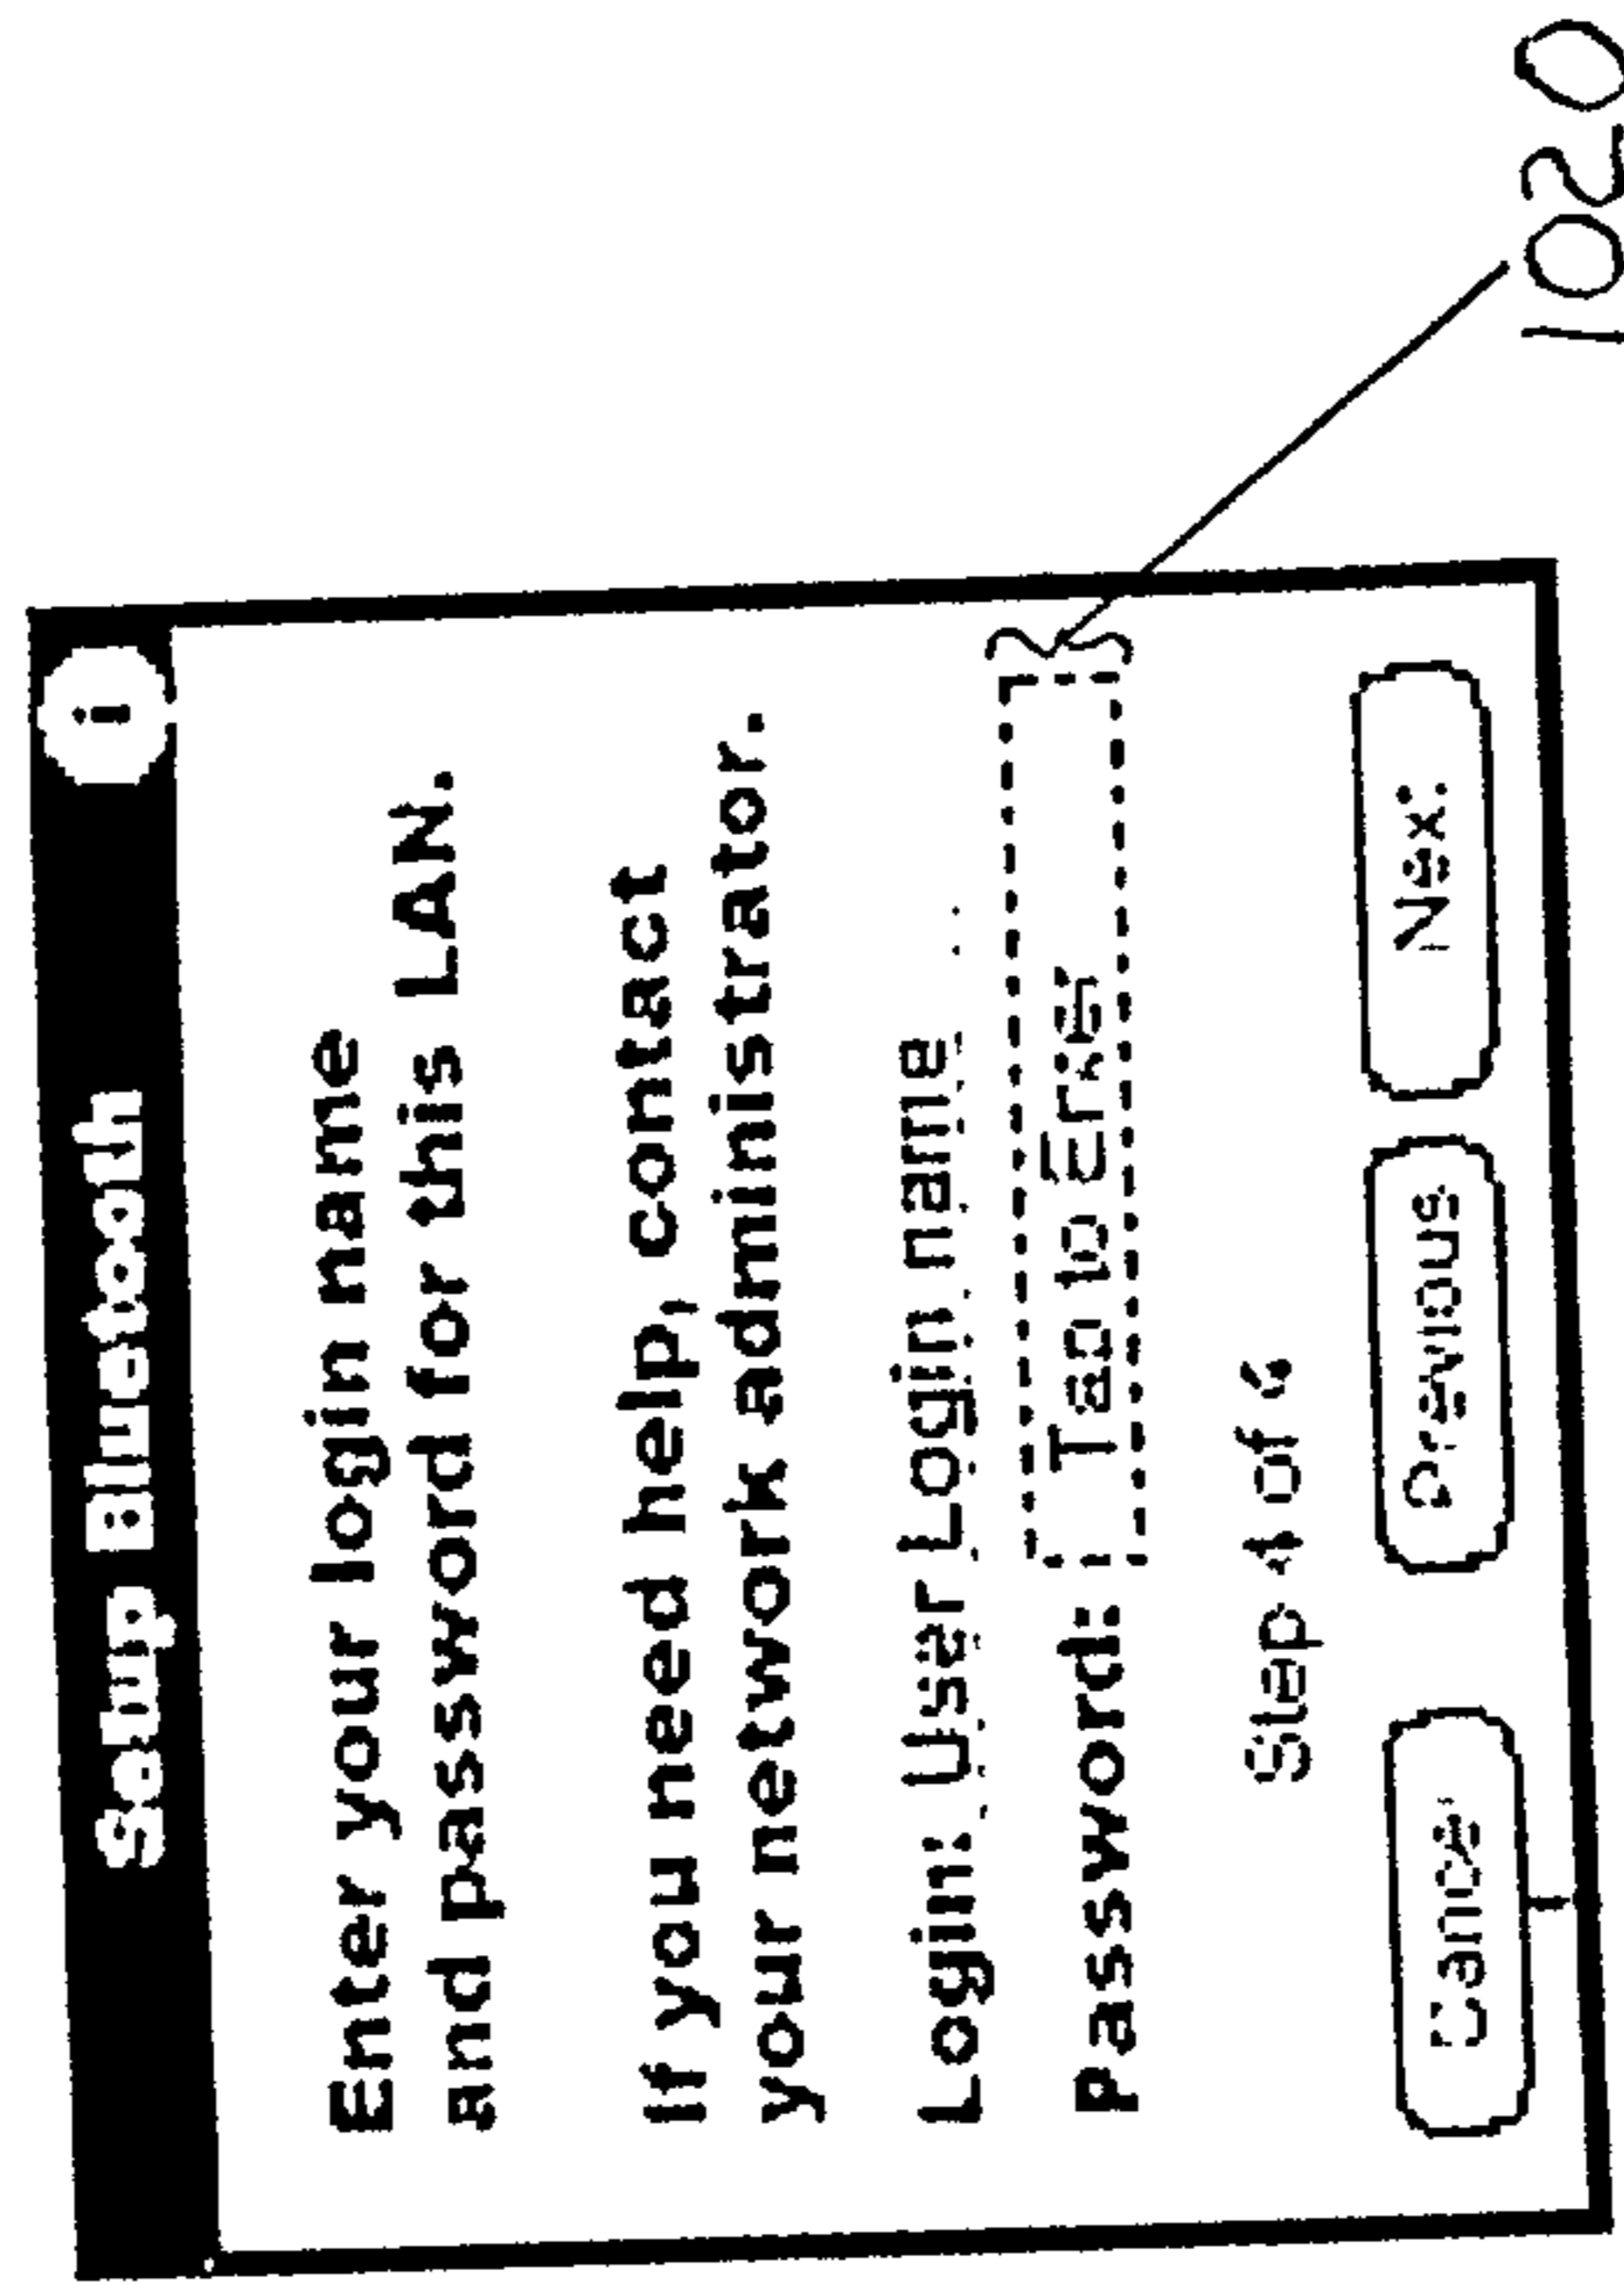 Setup Bluetooth i
Enter your login name
and password for this LAN.
If you need help, contact
your network administrator.
Login: User Login name
Password: Tap to Enter
Step 4 of 6
Cancel Previous Next
1020